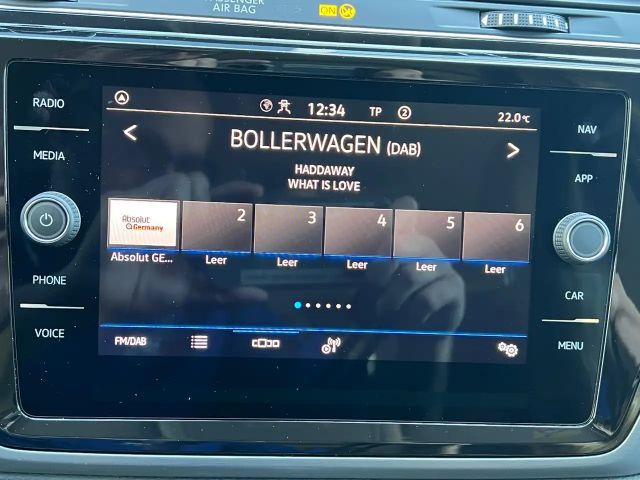 PASSENGER
AIR BAG
ON
RADIO
MEDIA
PHONE
VOICE
12:34 TP 2 22.0°C
BOLLERWAGEN (DAB)
HADDAWAY
WHAT IS LOVE
Absolut
Germany
2
3
4
5
6
Absolut GE...
Leer
Leer
Leer
Leer
Leer
FM/DAB
NAV
APP
CAR
MENU